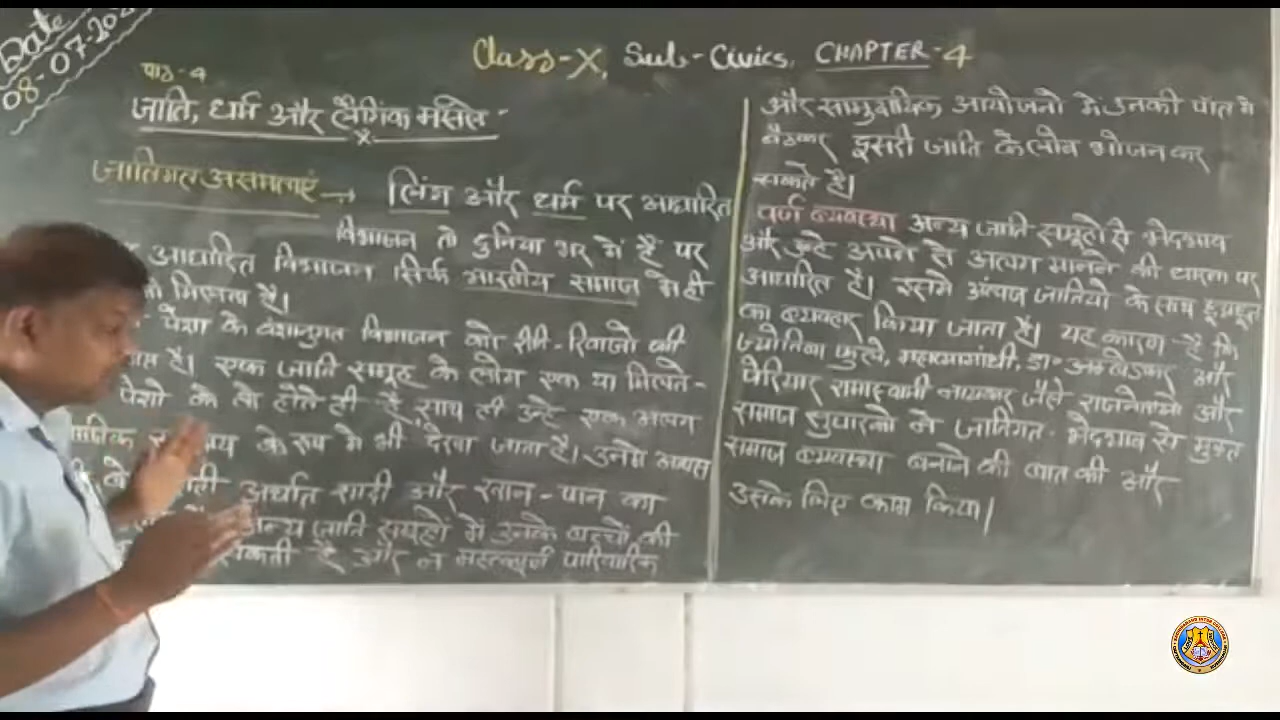 Date
08-07-202
Class-X, Sub-Civics, CHAPTER-4
पाठ-4
जाति, धर्म और लैंगिक मसले-
x
जातिगत असमानताएं → लिंग और धर्म पर आधारित
विभाजन तो दुनिया भर में हैं पर
आधारित विभाजन सिर्फ भारतीय समाज में ही
मिलता है।
पेशा के वंशानुगत विभाजन को रीति-रिवाजों की
है। एक जाति समूह के लोग एक या मिलते-
पेशों के तो होते ही हैं साथ ही उन्हें एक अलग
के रूप में भी देखा जाता है। उनमें आपस
अर्थात शादी और खान-पान का
अन्य जाति समूहों में उनके बच्चों की
सकती है और न महत्वपूर्ण पारिवारिक
और सामुदायिक आयोजनों में उनकी पांत में
बैठकर दूसरी जाति के लोग भोजन कर
सकते हैं।
वर्ण व्यवस्था अन्य जाति समूहों से भेदभाव
और उन्हें अपने से अलग मानने की धारणा पर
आधारित है। इसमें अंत्यज जातियों के साथ छुआछूत
का व्यवहार किया जाता है। यह कारण है कि
ज्योतिबा फुले, महात्मा गांधी, डा० अम्बेडकर और
पेरियार रामास्वामी नायकर जैसे राजनेताओं और
समाज सुधारकों ने जातिगत भेदभाव से मुक्त
समाज व्यवस्था बनाने की बात की और
उसके लिए काम किया।